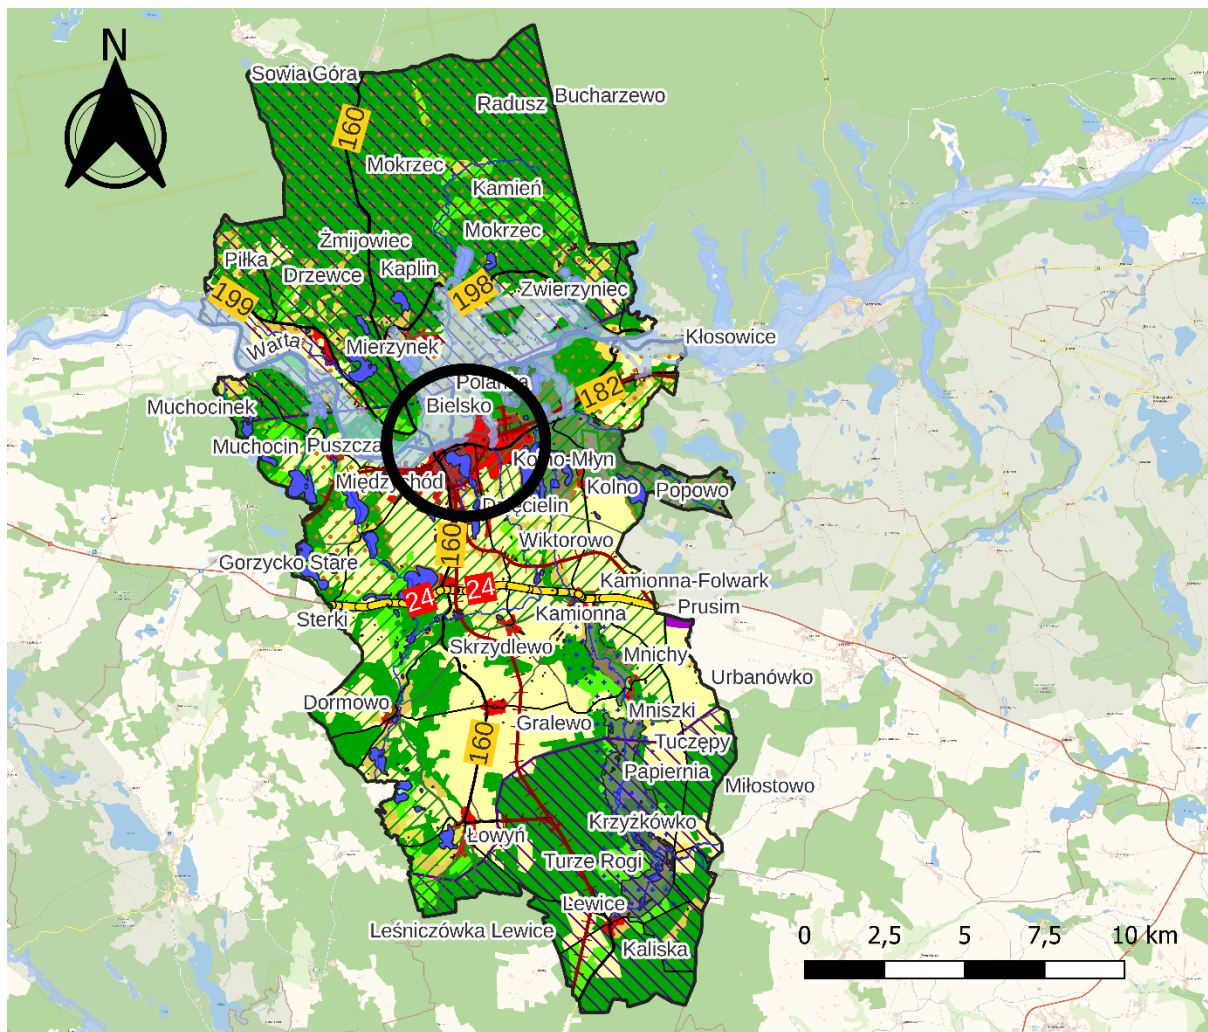 N
Sowia Góra
160
Radusz
Bucharzewo
Mokrzec
Kamień
Mokrzec
Żmijowiec
Piłka
Drzewce
Kaplin
199
198
Zwierzyniec
Warta
Mierzynek
Kłosowice
Polanka
182
Muchocinek
Bielsko
Muchocin
Puszcza
Kolno-Młyn
Międzychód
Kolno
Popowo
Dzięcielin
160
Wiktorowo
Gorzycko Stare
24
24
Kamionna-Folwark
Sterki
Kamionna
Prusim
Skrzydlewo
Mnichy
Urbanówko
Dormowo
Mniszki
Gralewo
160
Tuczępy
Papiernia
Miłostowo
Łowyń
Krzyżkówko
Turze Rogi
Lewice
Leśniczówka Lewice
Kaliska
0 2,5 5 7,5 10 km